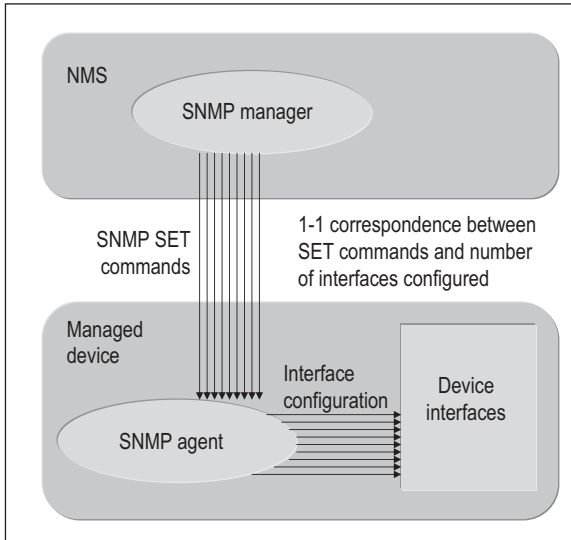 NMS
SNMP manager
SNMP SET
commands
1-1 correspondence between
SET commands and number
of interfaces configured
Managed
device
Interface
configuration
Device
interfaces
SNMP agent